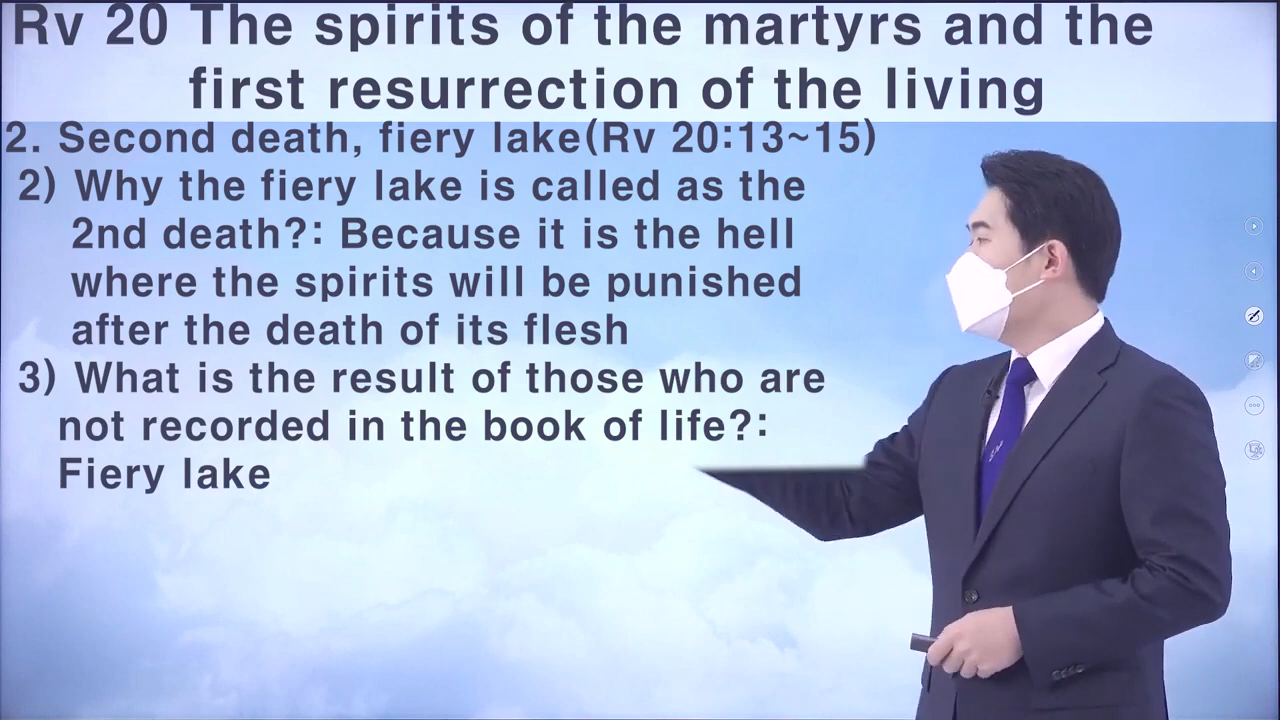 Rv 20 The spirits of the martyrs and the
first resurrection of the living
2. Second death, fiery lake(Rv 20:13~15)
2) Why the fiery lake is called as the
2nd death?: Because it is the hell
where the spirits will be punished
after the death of its flesh
3) What is the result of those who are
not recorded in the book of life?:
Fiery lake